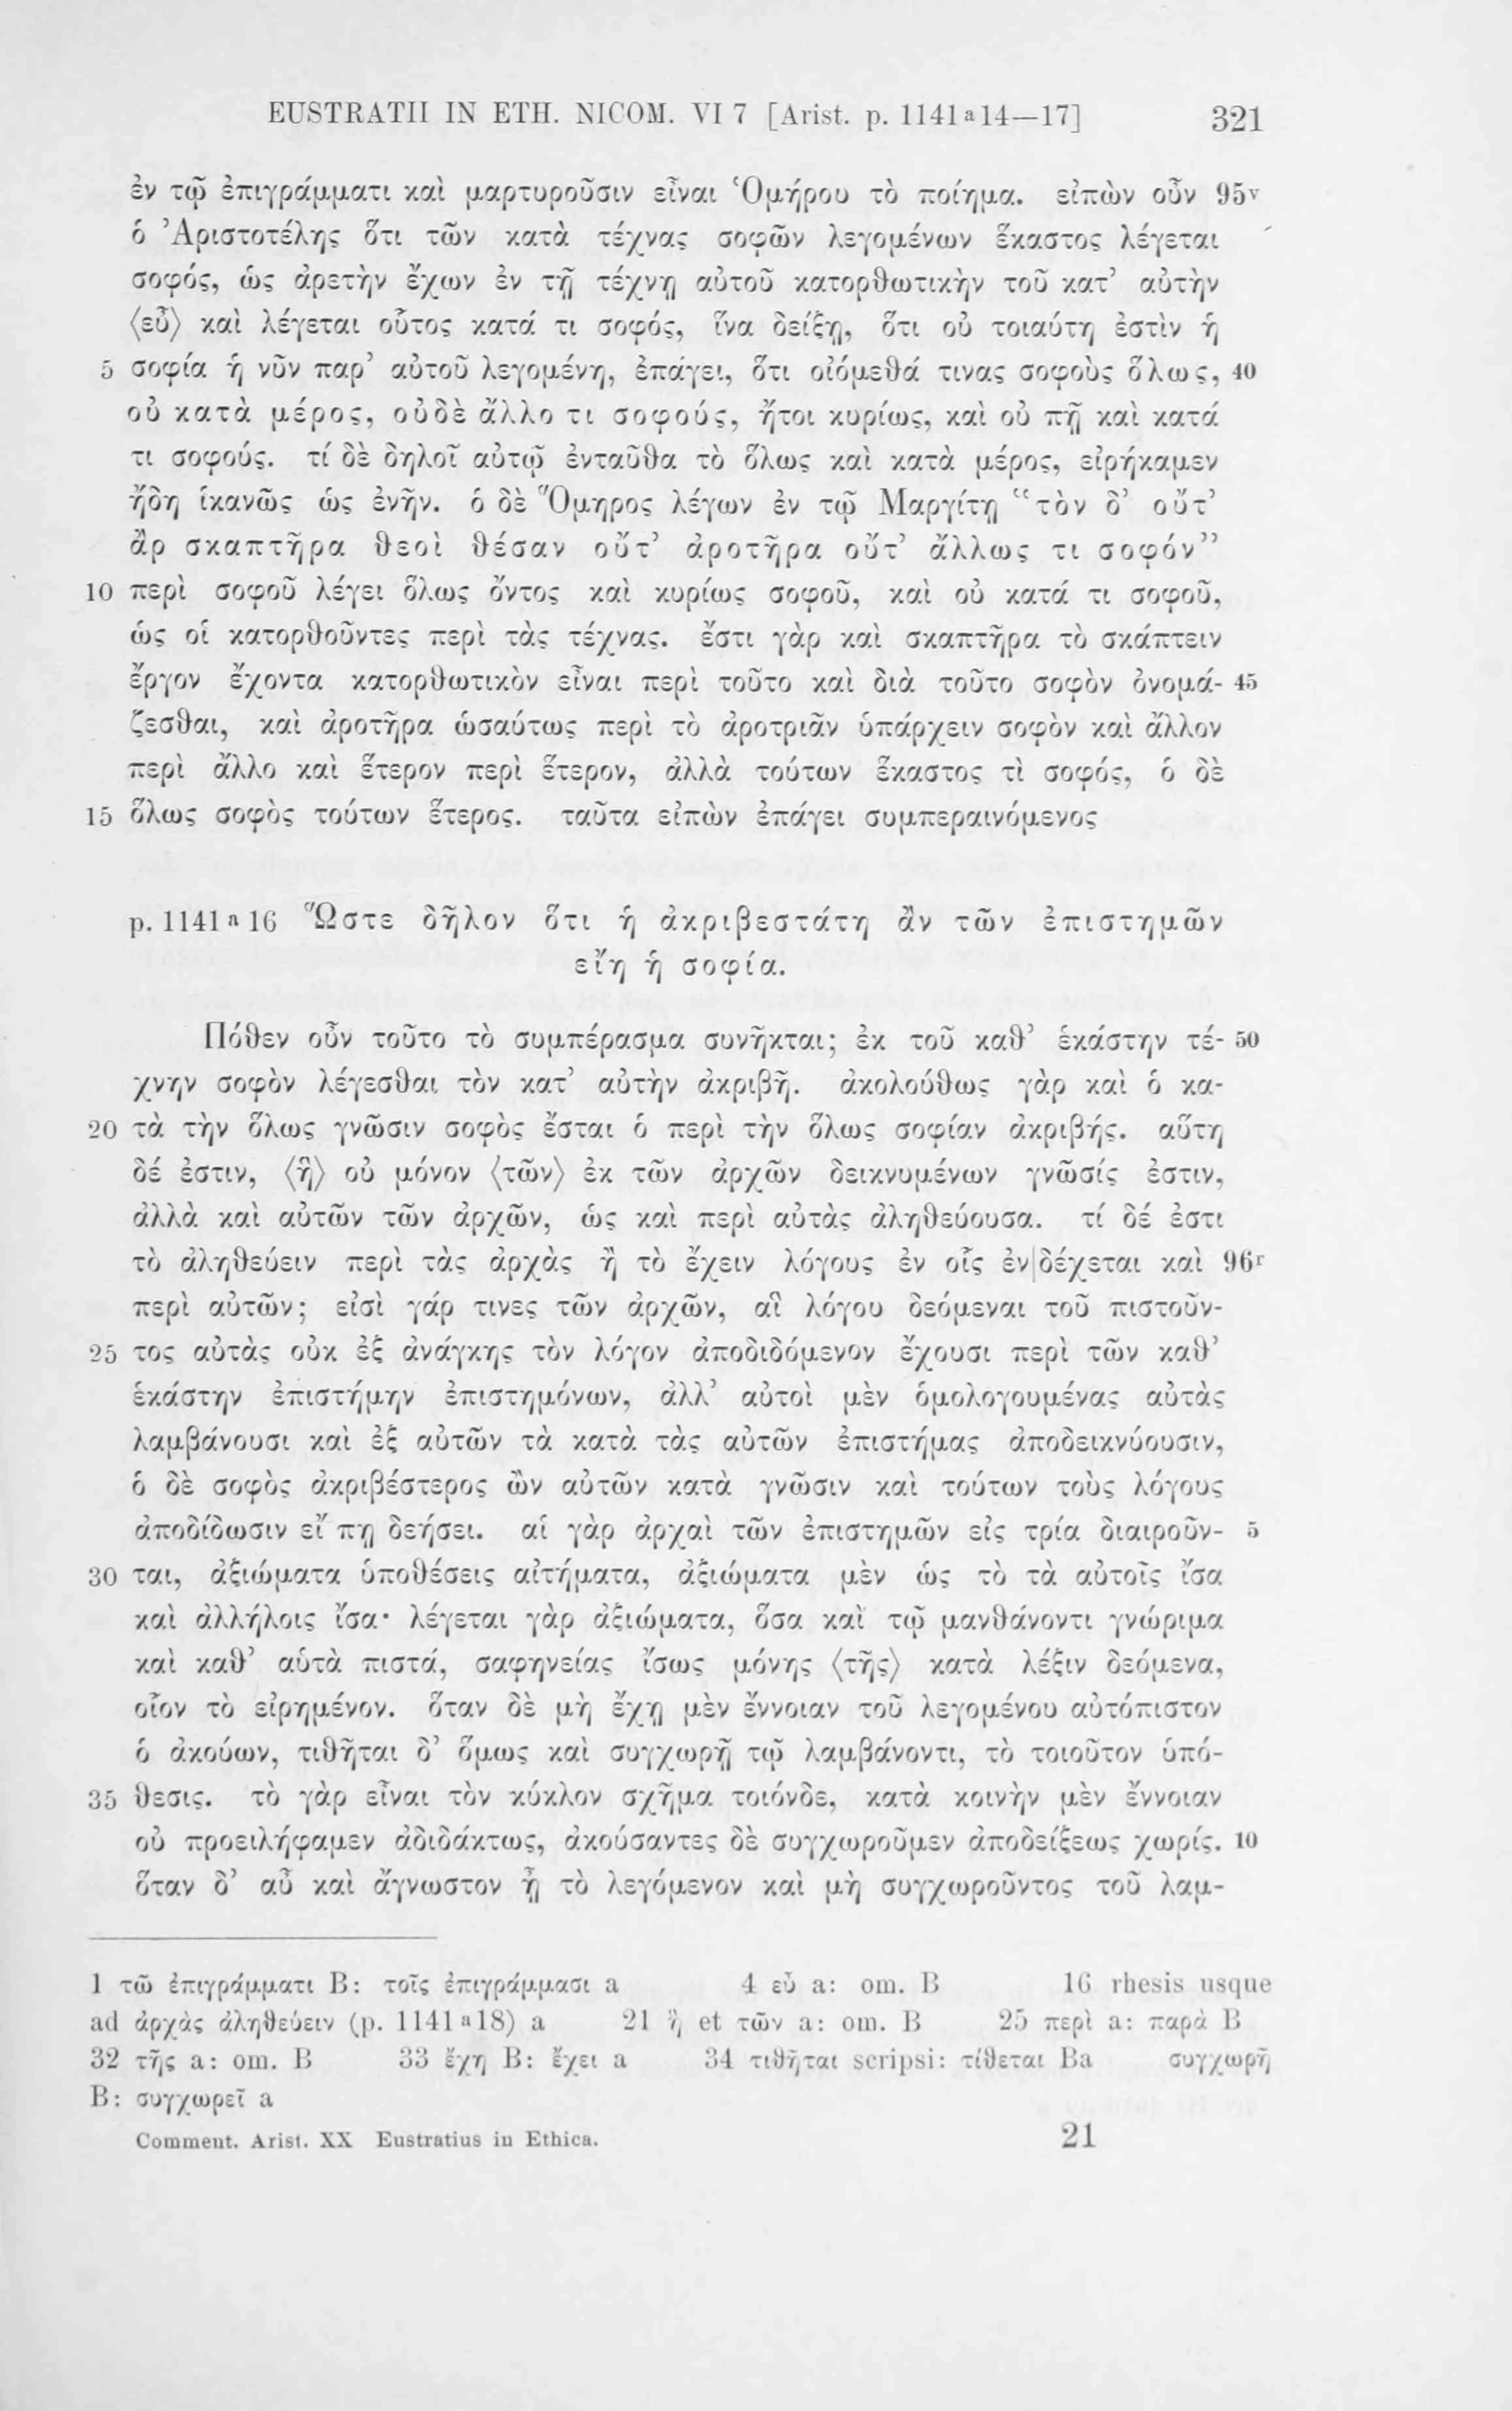 EUSTRATII IN ETH. NICOM. VI 7 [Arist. p. 1141 a 14—17] 321
ἐν τῷ ἐπιγράμματι καὶ μαρτυροῦσιν εἶναι Ὁμήρου τὸ ποίημα. εἰπὼν οὖν 95v
ὁ Ἀριστοτέλης ὅτι τῶν κατὰ τέχνας σοφῶν λεγομένων ἕκαστος λέγεται
σοφός, ὡς ἀρετὴν ἔχων ἐν τῇ τέχνῃ αὐτοῦ κατορθωτικὴν τοῦ κατ’ αὐτὴν
⟨εὖ⟩ καὶ λέγεται οὗτος κατά τι σοφός, ἵνα δείξῃ, ὅτι οὐ τοιαύτη ἐστὶν ἡ
5 σοφία ἡ νῦν παρ’ αὐτοῦ λεγομένη, ἐπάγει, ὅτι οἰόμεθά τινας σοφοὺς ὅλως, 40
οὐ κατὰ μέρος, οὐδὲ ἄλλο τι σοφούς, ἤτοι κυρίως, καὶ οὐ πῇ καὶ κατά
τι σοφούς. τί δὲ δηλοῖ αὐτῷ ἐνταῦθα τὸ ὅλως καὶ κατὰ μέρος, εἰρήκαμεν
ἤδη ἱκανῶς ὡς ἐνῆν. ὁ δὲ Ὅμηρος λέγων ἐν τῷ Μαργίτῃ “τὸν δ’ οὔτ’
ἂρ σκαπτῆρα θεοὶ θέσαν οὔτ’ ἀροτῆρα οὔτ’ ἄλλως τι σοφόν”
10 περὶ σοφοῦ λέγει ὅλως ὄντος καὶ κυρίως σοφοῦ, καὶ οὐ κατά τι σοφοῦ,
ὡς οἱ κατορθοῦντες περὶ τὰς τέχνας. ἔστι γὰρ καὶ σκαπτῆρα τὸ σκάπτειν
ἔργον ἔχοντα κατορθωτικὸν εἶναι περὶ τοῦτο καὶ διὰ τοῦτο σοφὸν ὀνομά- 45
ζεσθαι, καὶ ἀροτῆρα ὡσαύτως περὶ τὸ ἀροτριᾶν ὑπάρχειν σοφὸν καὶ ἄλλον
περὶ ἄλλο καὶ ἕτερον περὶ ἕτερον, ἀλλὰ τούτων ἕκαστος τὶ σοφός, ὁ δὲ
15 ὅλως σοφὸς τούτων ἕτερος. ταῦτα εἰπὼν ἐπάγει συμπεραινόμενος
p. 1141 a 16 Ὥστε δῆλον ὅτι ἡ ἀκριβεστάτη ἂν τῶν ἐπιστημῶν
εἴη ἡ σοφία.
Πόθεν οὖν τοῦτο τὸ συμπέρασμα συνῆκται; ἐκ τοῦ καθ’ ἑκάστην τέ- 50
χνην σοφὸν λέγεσθαι τὸν κατ’ αὐτὴν ἀκριβῆ. ἀκολούθως γὰρ καὶ ὁ κα-
20 τὰ τὴν ὅλως γνῶσιν σοφὸς ἔσται ὁ περὶ τὴν ὅλως σοφίαν ἀκριβής. αὕτη
δέ ἐστιν, ⟨ἣ⟩ οὐ μόνον ⟨τῶν⟩ ἐκ τῶν ἀρχῶν δεικνυμένων γνῶσίς ἐστιν,
ἀλλὰ καὶ αὐτῶν τῶν ἀρχῶν, ὡς καὶ περὶ αὐτὰς ἀληθεύουσα. τί δέ ἐστι
τὸ ἀληθεύειν περὶ τὰς ἀρχὰς ἢ τὸ ἔχειν λόγους ἐν οἷς ἐν|δέχεται καὶ 96r
περὶ αὐτῶν; εἰσὶ γάρ τινες τῶν ἀρχῶν, αἳ λόγου δεόμεναι τοῦ πιστοῦν-
25 τος αὐτὰς οὐκ ἐξ ἀνάγκης τὸν λόγον ἀποδιδόμενον ἔχουσι περὶ τῶν καθ’
ἑκάστην ἐπιστήμην ἐπιστημόνων, ἀλλ’ αὐτοὶ μὲν ὁμολογουμένας αὐτὰς
λαμβάνουσι καὶ ἐξ αὐτῶν τὰ κατὰ τὰς αὐτῶν ἐπιστήμας ἀποδεικνύουσιν,
ὁ δὲ σοφὸς ἀκριβέστερος ὢν αὐτῶν κατὰ γνῶσιν καὶ τούτων τοὺς λόγους
ἀποδίδωσιν εἴ πῃ δεήσει. αἱ γὰρ ἀρχαὶ τῶν ἐπιστημῶν εἰς τρία διαιροῦν- 5
30 ται, ἀξιώματα ὑποθέσεις αἰτήματα, ἀξιώματα μὲν ὡς τὸ τὰ αὐτοῖς ἴσα
καὶ ἀλλήλοις ἴσα· λέγεται γὰρ ἀξιώματα, ὅσα καὶ τῷ μανθάνοντι γνώριμα
καὶ καθ’ αὑτὰ πιστά, σαφηνείας ἴσως μόνης ⟨τῆς⟩ κατὰ λέξιν δεόμενα,
οἷον τὸ εἰρημένον. ὅταν δὲ μὴ ἔχῃ μὲν ἔννοιαν τοῦ λεγομένου αὐτόπιστον
ὁ ἀκούων, τιθῆται δ’ ὅμως καὶ συγχωρῇ τῷ λαμβάνοντι, τὸ τοιοῦτον ὑπό-
35 θεσις. τὸ γὰρ εἶναι τὸν κύκλον σχῆμα τοιόνδε, κατὰ κοινὴν μὲν ἔννοιαν
οὐ προειλήφαμεν ἀδιδάκτως, ἀκούσαντες δὲ συγχωροῦμεν ἀποδείξεως χωρίς. 10
ὅταν δ’ αὖ καὶ ἄγνωστον ᾖ τὸ λεγόμενον καὶ μὴ συγχωροῦντος τοῦ λαμ-
1 τῶ ἐπιγράμματι B: τοῖς ἐπιγράμμασι a 4 εὖ a: om. B 16 rhesis usque
ad ἀρχὰς ἀληθεύειν (p. 1141 a 18) a 21 ἣ et τῶν a: om. B 25 περὶ a: παρὰ B
32 τῆς a: om. B 33 ἔχη B: ἔχει a 34 τιθῆται scripsi: τίθεται Ba συγχωρῆ
B: συγχωρεῖ a
Comment. Arist. XX Eustratius in Ethica. 21